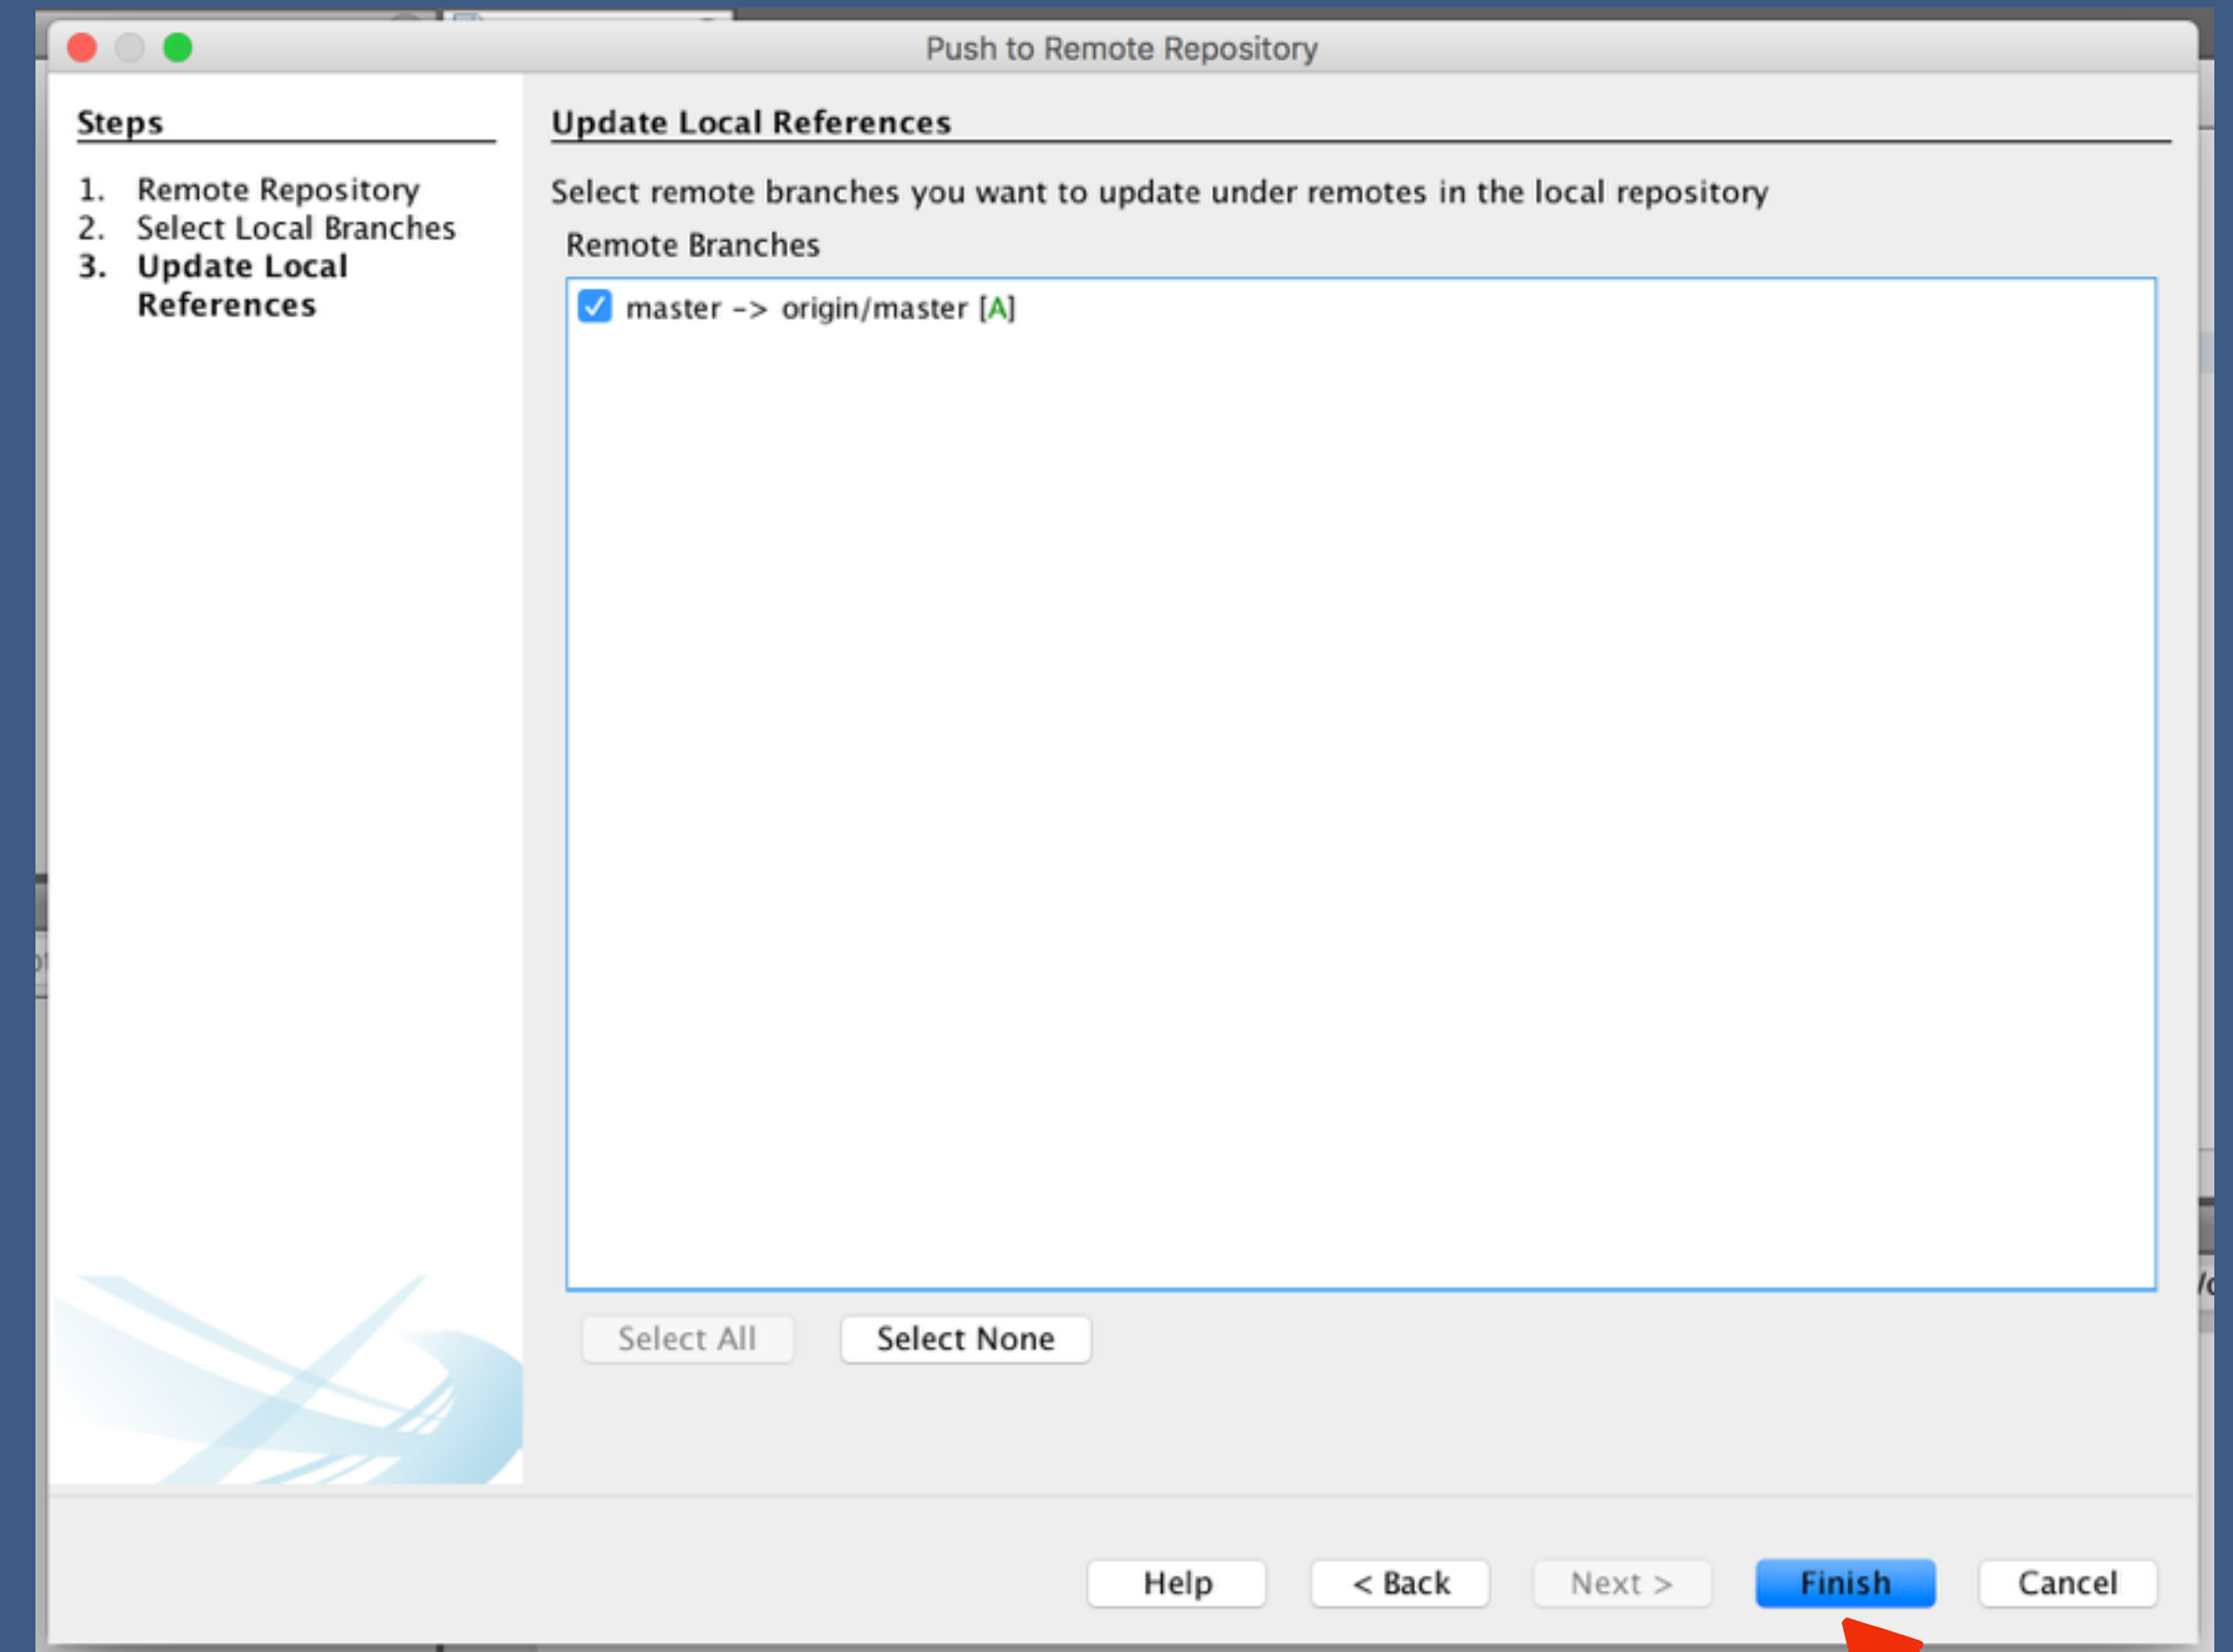 Push to Remote Repository
Steps
1. Remote Repository
2. Select Local Branches
3. Update Local
References
Update Local References
Select remote branches you want to update under remotes in the local repository
Remote Branches
master -> origin/master [A]
Select All
Select None
Help
< Back
Next >
Finish
Cancel